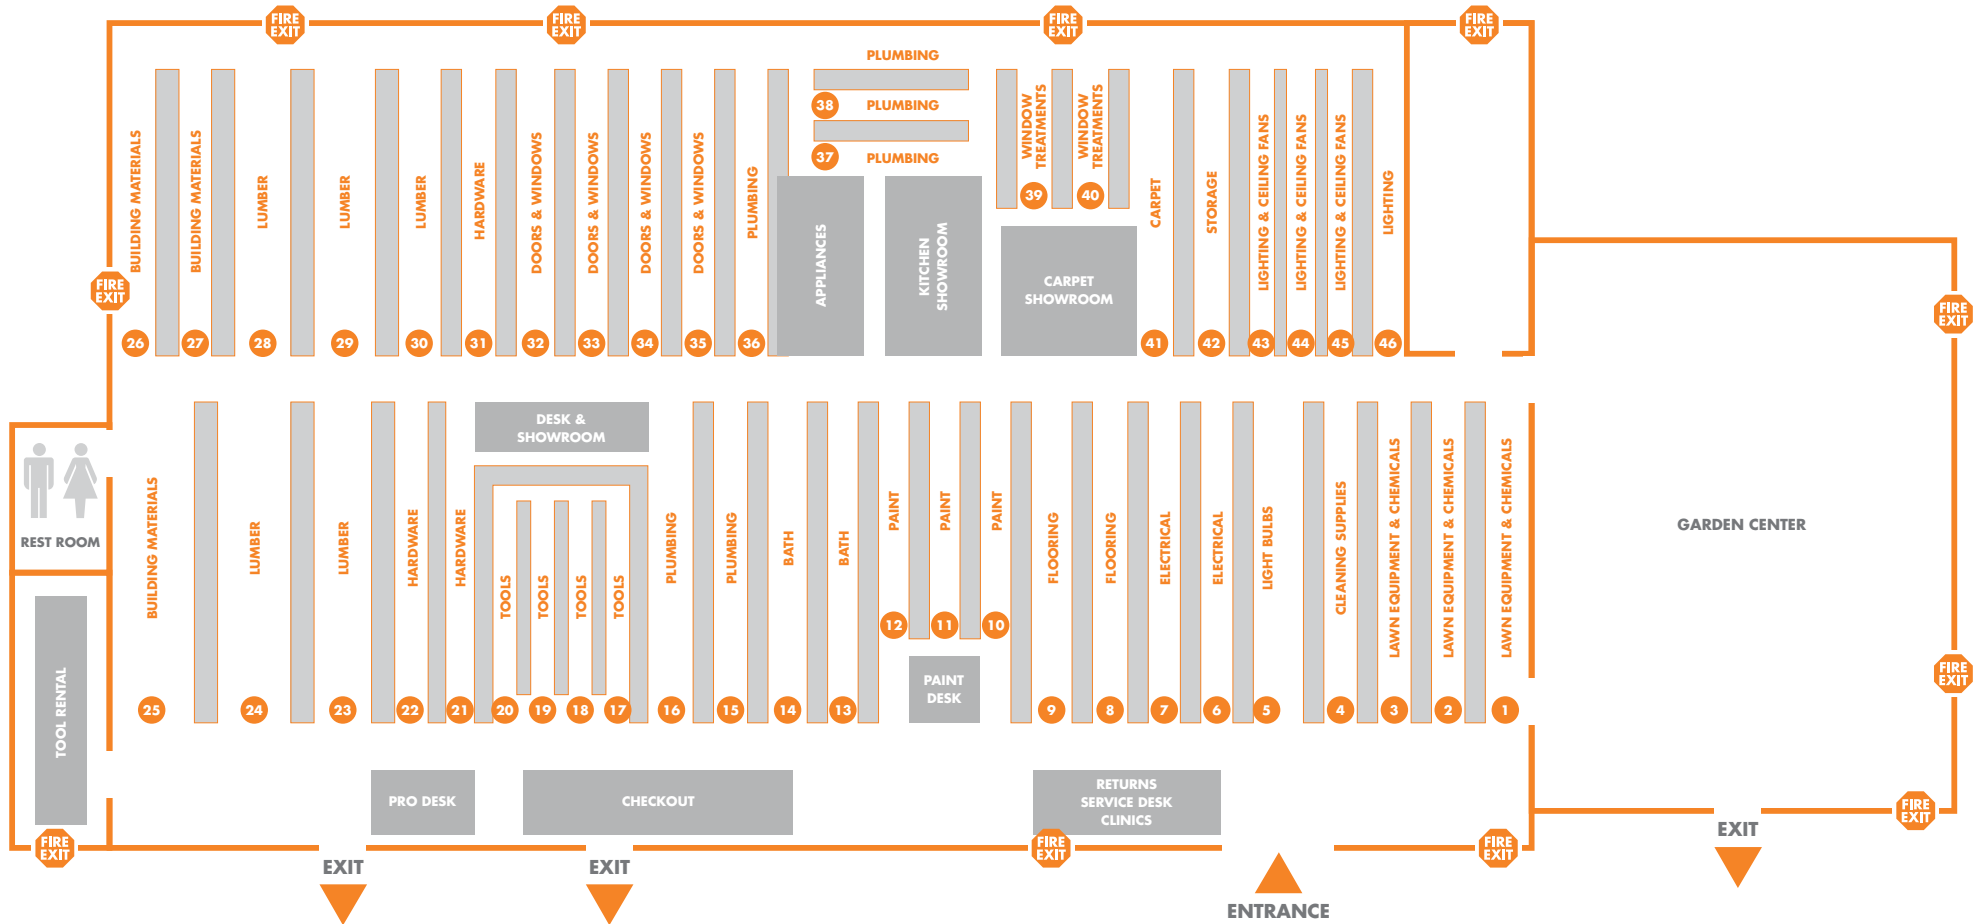 FIRE
EXIT
FIRE
EXIT
FIRE
EXIT
FIRE
EXIT
PLUMBING
38
PLUMBING
37
PLUMBING
BUILDING MATERIALS
BUILDING MATERIALS
LUMBER
LUMBER
LUMBER
HARDWARE
DOORS & WINDOWS
DOORS & WINDOWS
DOORS & WINDOWS
DOORS & WINDOWS
PLUMBING
APPLIANCES
KITCHEN
SHOWROOM
WINDOW
TREATMENTS
WINDOW
TREATMENTS
39
40
CARPET
SHOWROOM
CARPET
STORAGE
LIGHTING & CEILING FANS
LIGHTING & CEILING FANS
LIGHTING & CEILING FANS
LIGHTING
FIRE
EXIT
FIRE
EXIT
26
27
28
29
30
31
32
33
34
35
36
41
42
43
44
45
46
DESK &
SHOWROOM
REST ROOM
BUILDING MATERIALS
LUMBER
LUMBER
HARDWARE
HARDWARE
TOOLS
TOOLS
TOOLS
TOOLS
PLUMBING
PLUMBING
BATH
BATH
PAINT
PAINT
PAINT
FLOORING
FLOORING
ELECTRICAL
ELECTRICAL
LIGHT BULBS
CLEANING SUPPLIES
LAWN EQUIPMENT & CHEMICALS
LAWN EQUIPMENT & CHEMICALS
LAWN EQUIPMENT & CHEMICALS
GARDEN CENTER
12
11
10
PAINT
DESK
FIRE
EXIT
TOOL RENTAL
25
24
23
22
21
20
19
18
17
16
15
14
13
9
8
7
6
5
4
3
2
1
PRO DESK
CHECKOUT
RETURNS
SERVICE DESK
CLINICS
FIRE
EXIT
FIRE
EXIT
FIRE
EXIT
FIRE
EXIT
EXIT
EXIT
EXIT
ENTRANCE